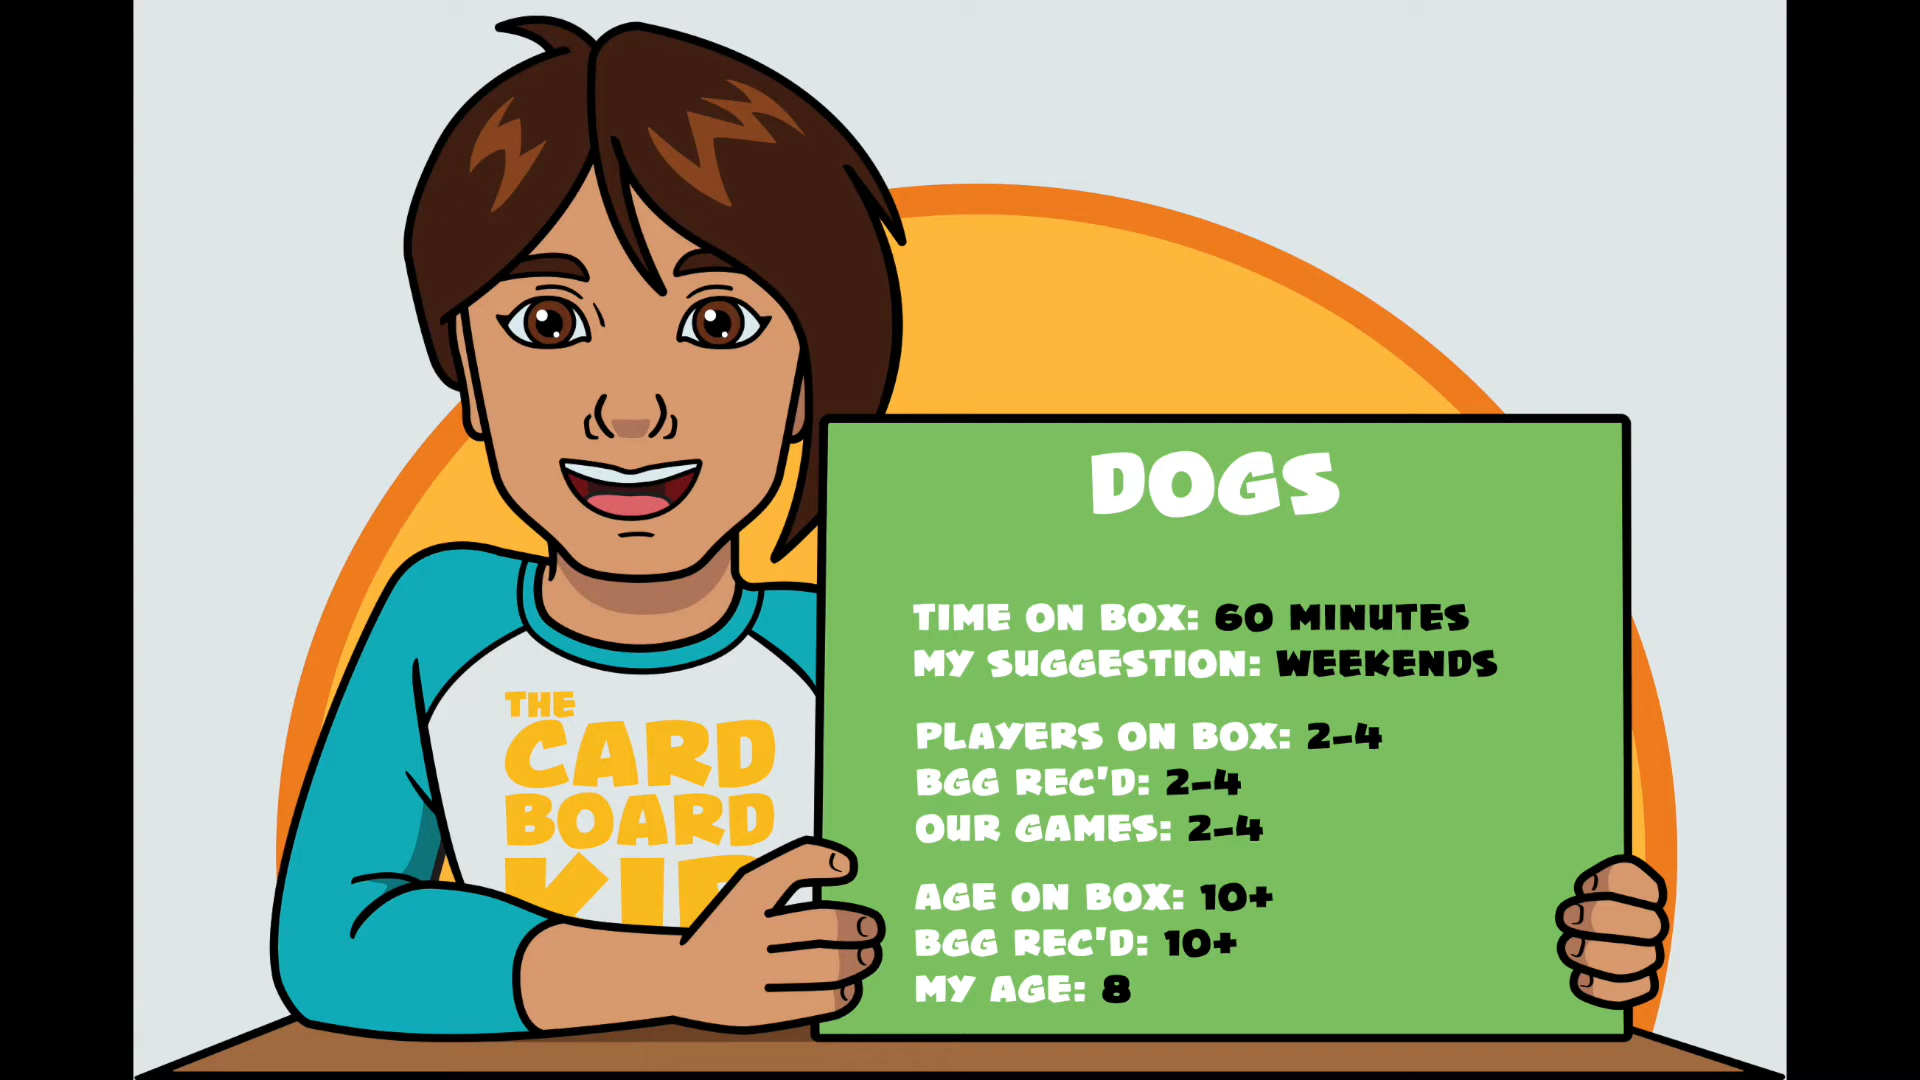 DOGS
TIME ON BOX: 60 MINUTES
MY SUGGESTION: WEEKENDS
PLAYERS ON BOX: 2-4
BGG REC'D: 2-4
OUR GAMES: 2-4
AGE ON BOX: 10+
BGG REC'D: 10+
MY AGE: 8
THE
CARD
BOARD
KID